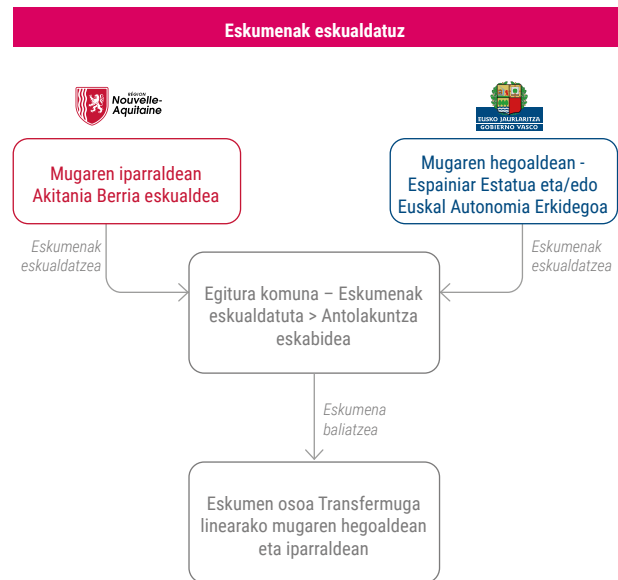 Eskumenak eskualdatuz
RÉGION
Nouvelle-
Aquitaine
EUSKO JAURLARITZA
GOBIERNO VASCO
Mugaren iparraldean
Akitania Berria eskualdea
Mugaren hegoaldean -
Espainiar Estatua eta/edo
Euskal Autonomia Erkidegoa
Eskumenak
eskualdatzea
Eskumenak
eskualdatzea
Egitura komuna – Eskumenak
eskualdatuta > Antolakuntza
eskabidea
Eskumena
baliatzea
Eskumen osoa Transfermuga
linearako mugaren hegoaldean
eta iparraldean